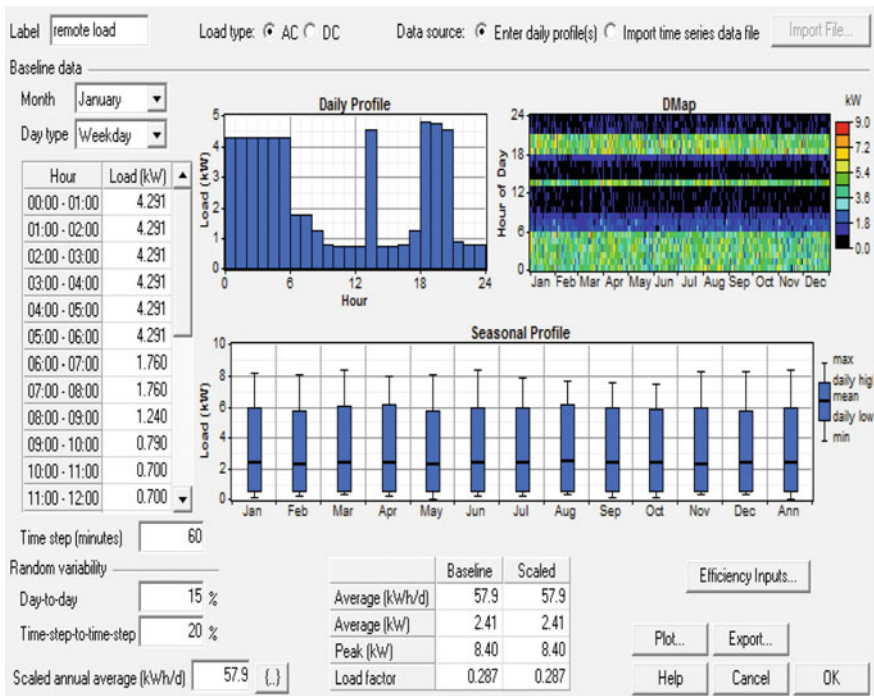 Label remote load Load type: AC DC Data source: Enter daily profile(s) Import time series data file Import File...
Baseline data
Month January
Day type Weekday
Hour Load (kW)
00:00 - 01:00 4.291
01:00 - 02:00 4.291
02:00 - 03:00 4.291
03:00 - 04:00 4.291
04:00 - 05:00 4.291
05:00 - 06:00 4.291
06:00 - 07:00 1.760
07:00 - 08:00 1.760
08:00 - 09:00 1.240
09:00 - 10:00 0.790
10:00 - 11:00 0.700
11:00 - 12:00 0.700
Time step (minutes) 60
Random variability
Day-to-day 15 %
Time-step-to-time-step 20 %
Scaled annual average (kWh/d) 57.9 {..}
Daily Profile
Load (kW)
5
4
3
2
1
0
0 6 12 18 24
Hour
DMap
Hour of Day
24
18
12
6
0
Jan Feb Mar Apr May Jun Jul Aug Sep Oct Nov Dec
kW
9.0
7.2
5.4
3.6
1.8
0.0
Seasonal Profile
Load (kW)
10
8
6
4
2
0
Jan Feb Mar Apr May Jun Jul Aug Sep Oct Nov Dec Ann
max
daily high
mean
daily low
min
Baseline Scaled
Average (kWh/d) 57.9 57.9
Average (kW) 2.41 2.41
Peak (kW) 8.40 8.40
Load factor 0.287 0.287
Efficiency Inputs...
Plot... Export...
Help Cancel OK